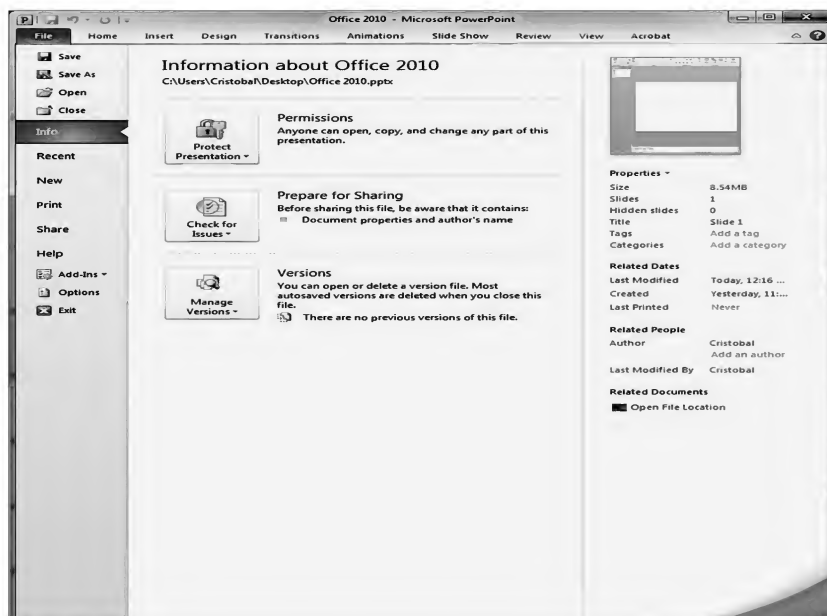 Office 2010 - Microsoft PowerPoint
File Home Insert Design Transitions Animations Slide Show Review View Acrobat
Save
Save As
Open
Close
Info
Recent
New
Print
Share
Help
Add-Ins
Options
Exit
Information about Office 2010
C:\Users\Cristobal\Desktop\Office 2010.pptx
Protect
Presentation
Permissions
Anyone can open, copy, and change any part of this
presentation.
Check for
Issues
Prepare for Sharing
Before sharing this file, be aware that it contains:
Document properties and author's name
Manage
Versions
Versions
You can open or delete a version file. Most
autosaved versions are deleted when you close this
file.
There are no previous versions of this file.
Properties
Size 8.54MB
Slides 1
Hidden slides 0
Title Slide 1
Tags Add a tag
Categories Add a category
Related Dates
Last Modified Today, 12:16 ...
Created Yesterday, 11:...
Last Printed Never
Related People
Author Cristobal
Add an author
Last Modified By Cristobal
Related Documents
Open File Location